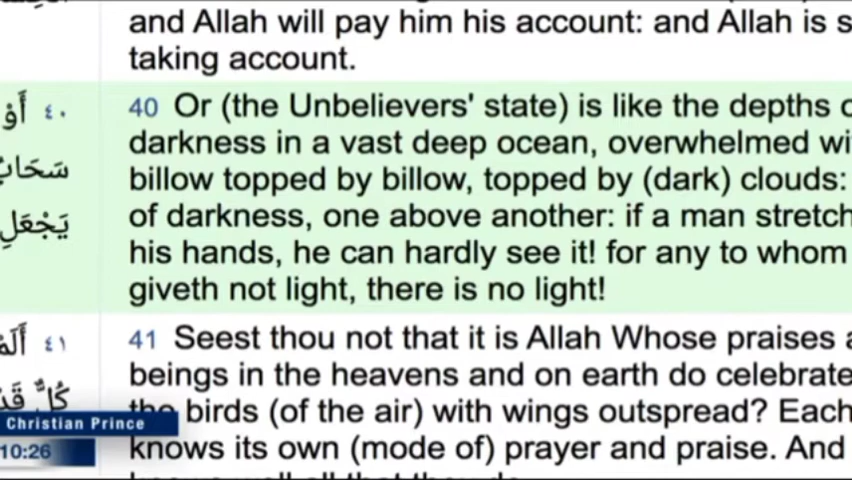 and Allah will pay him his account: and Allah is
taking account.
٤٠ أَوْ
40 Or (the Unbelievers' state) is like the depths
darkness in a vast deep ocean, overwhelmed
billow topped by billow, topped by (dark) clouds:
of darkness, one above another: if a man stretch
his hands, he can hardly see it! for any to whom
giveth not light, there is no light!
يَجْعَلِ
٤١
41 Seest thou not that it is Allah Whose praises
beings in the heavens and on earth do celebrate
the birds (of the air) with wings outspread? Each
knows its own (mode of) prayer and praise. And
كُلٌّ
Christian Prince
10:26